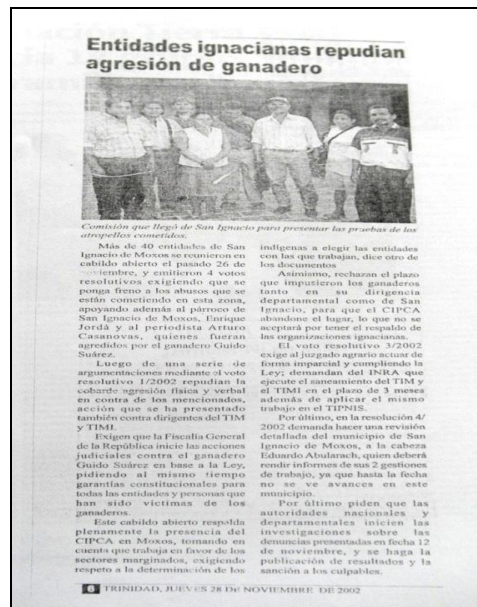 Entidades ignacianas repudian
agresión de ganadero
Comisión que llegó de San Ignacio para presentar las pruebas de los
atropellos cometidos.
Más de 40 entidades de San
Ignacio de Moxos se reunieron en
cabildo abierto el pasado 26 de
noviembre, y emitieron 4 votos
resolutivos exigiendo que se
ponga freno a los abusos que se
están cometiendo en esta zona,
apoyando además al párroco de
San Ignacio de Moxos, Enrique
Jordá y al periodista Arturo
Casanovas, quienes fueran
agredidos por el ganadero Guido
Suárez.
Luego de una serie de
argumentaciones mediante el voto
resolutivo 1/2002 repudian la
cobarde agresión física y verbal
en contra de los mencionados,
acción que se ha presentado
también contra dirigentes del TIM
y TIMI.
Exigen que la Fiscalía General
de la República inicie las acciones
judiciales contra el ganadero
Guido Suárez en base a la Ley,
pidiendo al mismo tiempo
garantías constitucionales para
todas las entidades y personas que
han sido víctimas de los
ganaderos.
Este cabildo abierto respalda
plenamente la presencia del
CIPCA en Moxos, tomando en
cuenta que trabaja en favor de los
sectores marginados, exigiendo
respeto a la determinación de los
indígenas a elegir las entidades
con las que trabajan, dice otro de
los documentos
Asimismo, rechazan el plazo
que impusieron los ganaderos
tanto en su dirigencia
departamental como de San
Ignacio, para que el CIPCA
abandone el lugar, lo que no se
aceptará por tener el respaldo de
las organizaciones ignacianas.
El voto resolutivo 3/2002
exige al juzgado agrario actuar de
forma imparcial y cumpliendo la
Ley; demandan del INRA que
ejecute el saneamiento del TIM y
el TIMI en el plazo de 3 meses
además de aplicar el mismo
trabajo en el TIPNIS.
Por último, en la resolución 4/
2002 demanda hacer una revisión
detallada del municipio de San
Ignacio de Moxos, a la cabeza
Eduardo Abularach, quien deberá
rendir informes de sus 2 gestiones
de trabajo, ya que hasta la fecha
no se ve avances en este
municipio.
Por último piden que las
autoridades nacionales y
departamentales inicien las
investigaciones sobre las
denuncias presentadas en fecha 12
de noviembre, y se haga la
publicación de resultados y la
sanción a los culpables.
6 TRINIDAD, JUEVES 28 DE NOVIEMBRE DE 2002